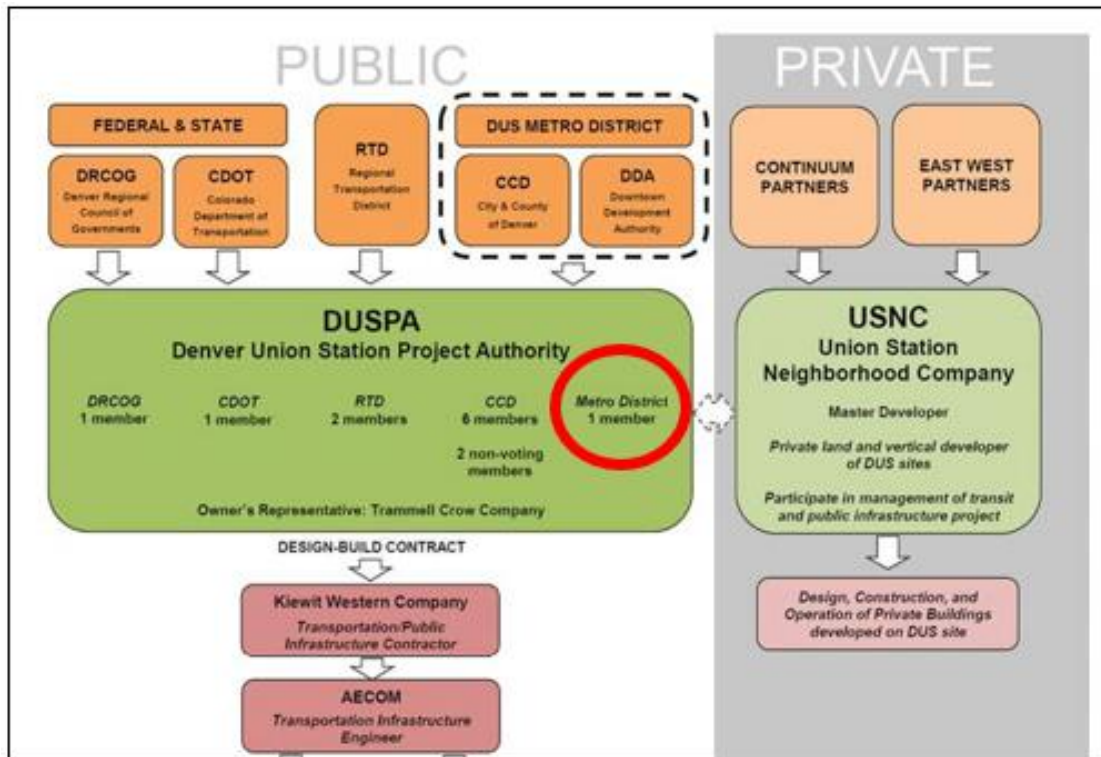 PUBLIC
PRIVATE
FEDERAL & STATE
DRCOG
Denver Regional
Council of
Governments
CDOT
Colorado
Department of
Transportation
RTD
Regional
Transportation
District
DUS METRO DISTRICT
CCD
City & County
of Denver
DDA
Downtown
Development
Authority
CONTINUUM
PARTNERS
EAST WEST
PARTNERS
DUSPA
Denver Union Station Project Authority
DRCOG
1 member
CDOT
1 member
RTD
2 members
CCD
6 members
2 non-voting
members
Metro District
1 member
Owner's Representative: Trammell Crow Company
USNC
Union Station
Neighborhood Company
Master Developer
Private land and vertical developer
of DUS sites
Participate in management of transit
and public infrastructure project
DESIGN-BUILD CONTRACT
Kiewit Western Company
Transportation/Public
Infrastructure Contractor
AECOM
Transportation Infrastructure
Engineer
Design, Construction, and
Operation of Private Buildings
developed on DUS site